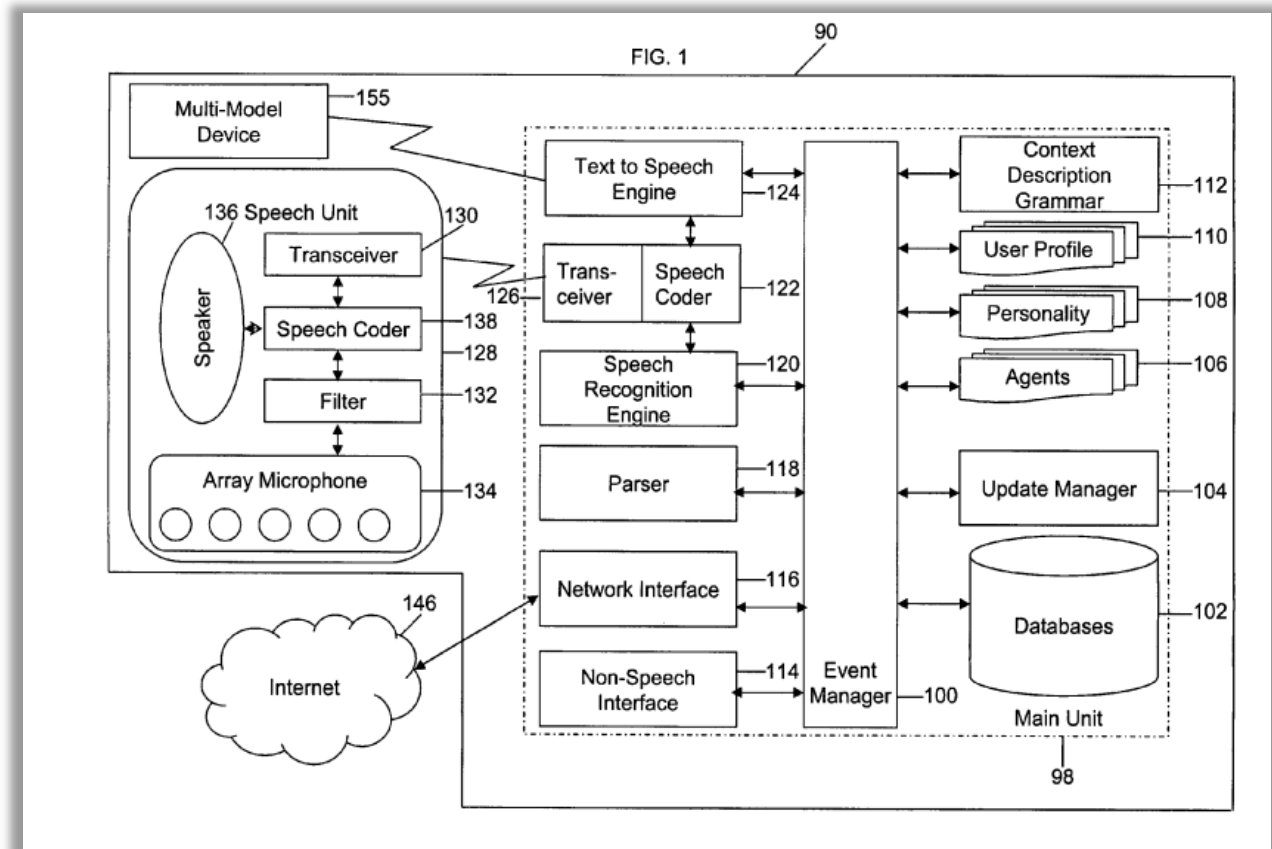 90
FIG. 1
155
Multi-Model
Device
136 Speech Unit
130
Transceiver
Speaker
Speech Coder
138
128
Filter
132
Array Microphone
134
146
Internet
Text to Speech
Engine
124
Trans-
ceiver
126
Speech
Coder
122
Speech
Recognition
Engine
120
Parser
118
Network Interface
116
Non-Speech
Interface
114
Event
Manager
100
Context
Description
Grammar
112
User Profile
110
Personality
108
Agents
106
Update Manager
104
Databases
102
Main Unit
98